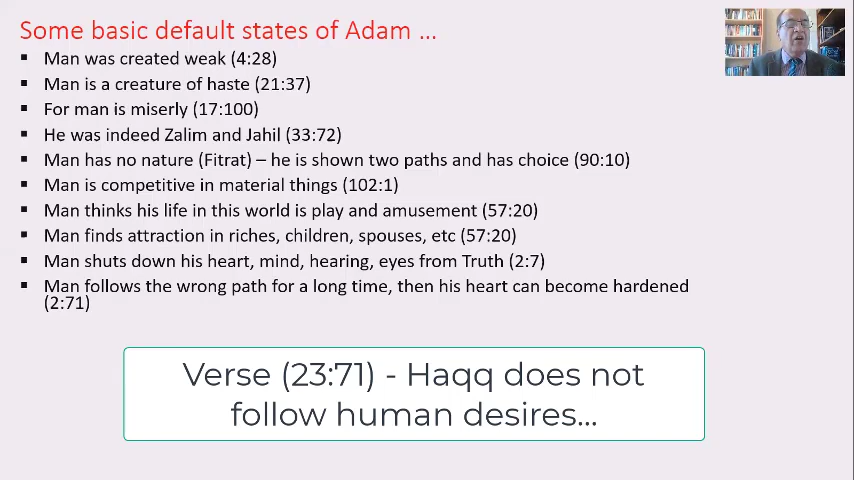 Some basic default states of Adam ...
▪ Man was created weak (4:28)
▪ Man is a creature of haste (21:37)
▪ For man is miserly (17:100)
▪ He was indeed Zalim and Jahil (33:72)
▪ Man has no nature (Fitrat) – he is shown two paths and has choice (90:10)
▪ Man is competitive in material things (102:1)
▪ Man thinks his life in this world is play and amusement (57:20)
▪ Man finds attraction in riches, children, spouses, etc (57:20)
▪ Man shuts down his heart, mind, hearing, eyes from Truth (2:7)
▪ Man follows the wrong path for a long time, then his heart can become hardened
(2:71)
Verse (23:71) - Haqq does not
follow human desires...